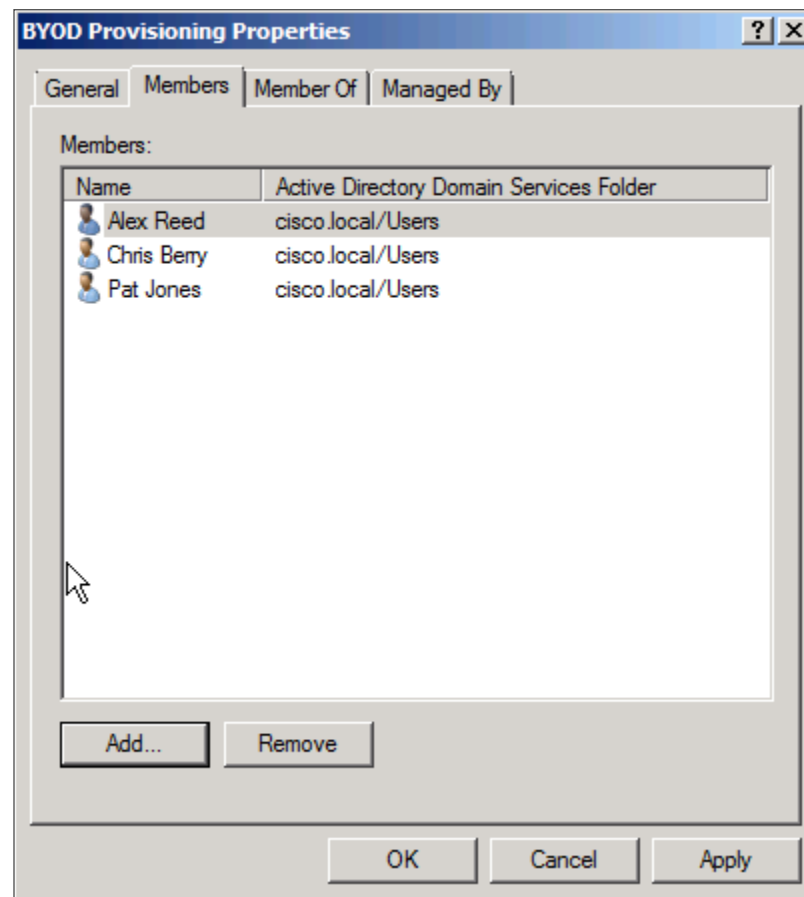 BYOD Provisioning Properties
? X
General Members Member Of Managed By
Members:
Name Active Directory Domain Services Folder
Alex Reed cisco.local/Users
Chris Berry cisco.local/Users
Pat Jones cisco.local/Users
Add... Remove
OK Cancel Apply